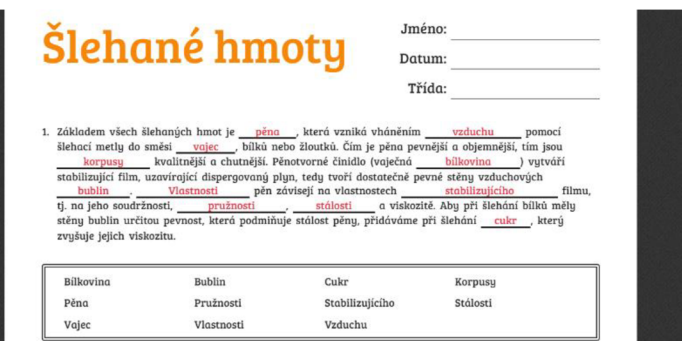 Šlehané hmoty
Jméno:
Datum:
Třída:
1. Základem všech šlehaných hmot je pěna, která vzniká vháněním vzduchu pomocí
šlehací metly do směsi vajec, bílků nebo žloutků. Čím je pěna pevnější a objemnější, tím jsou
korpusy kvalitnější a chutnější. Pěnotvorné činidlo (vaječná bílkovina) vytváří
stabilizující film, uzavírající dispergovaný plyn, tedy tvoří dostatečně pevné stěny vzduchových
bublin. Vlastnosti pěn závisejí na vlastnostech stabilizujícího filmu,
tj. na jeho soudržnosti, pružnosti, stálosti a viskozitě. Aby při šlehání bílků měly
stěny bublin určitou pevnost, která podmiňuje stálost pěny, přidáváme při šlehání cukr, který
zvyšuje jejich viskozitu.
Bílkovina Bublin Cukr Korpusy
Pěna Pružnosti Stabilizujícího Stálosti
Vajec Vlastnosti Vzduchu